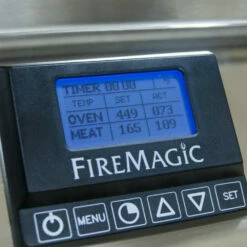 TIMER 00:00
TEMP SET ACT
OVEN 449 073
MEAT 165 109
FIREMAGIC
MENU SET